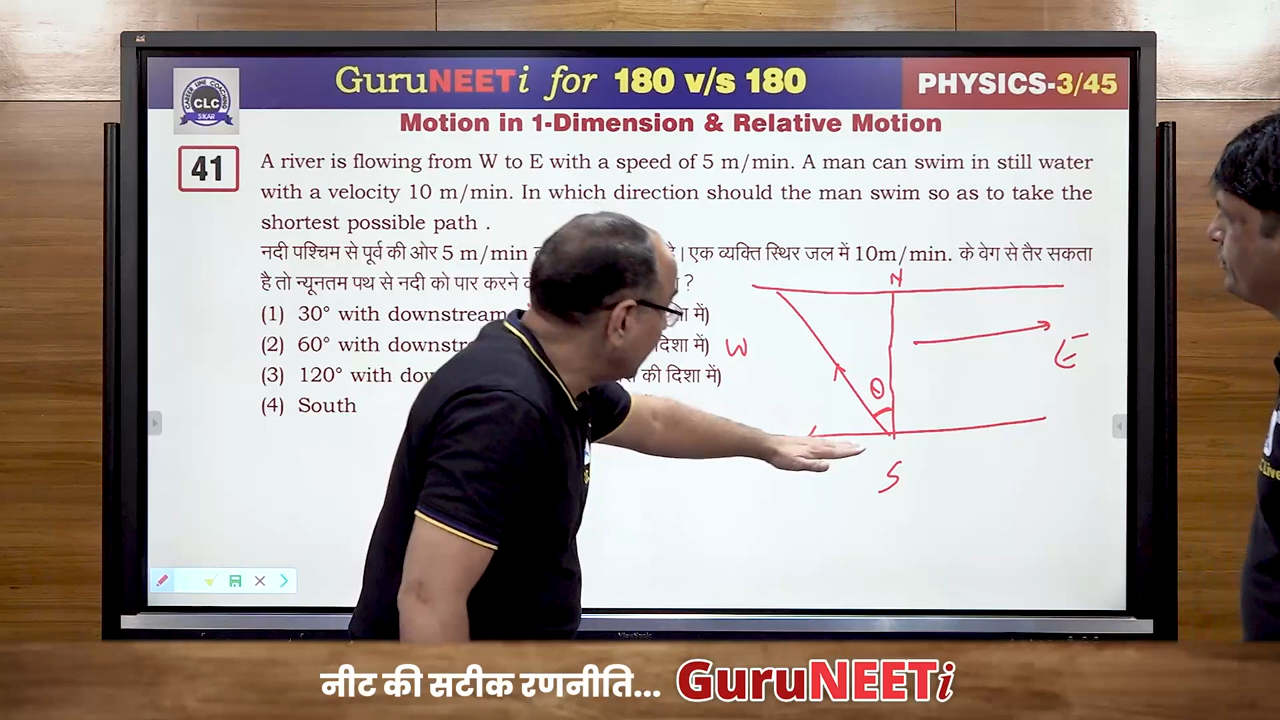 GuruNEETi for 180 v/s 180
PHYSICS-3/45
CLC
SIKAR
Motion in 1-Dimension & Relative Motion
41
A river is flowing from W to E with a speed of 5 m/min. A man can swim in still water
with a velocity 10 m/min. In which direction should the man swim so as to take the
shortest possible path .
नदी पश्चिम से पूर्व की ओर 5 m/min है। एक व्यक्ति स्थिर जल में 10m/min. के वेग से तैर सकता
है तो न्यूनतम पथ से नदी को पार करने ?
(1) 30° with downstream में)
(2) 60° with दिशा में)
(3) 120° with की दिशा में)
(4) South
N
W
E
θ
S
नीट की सटीक रणनीति... GuruNEETi